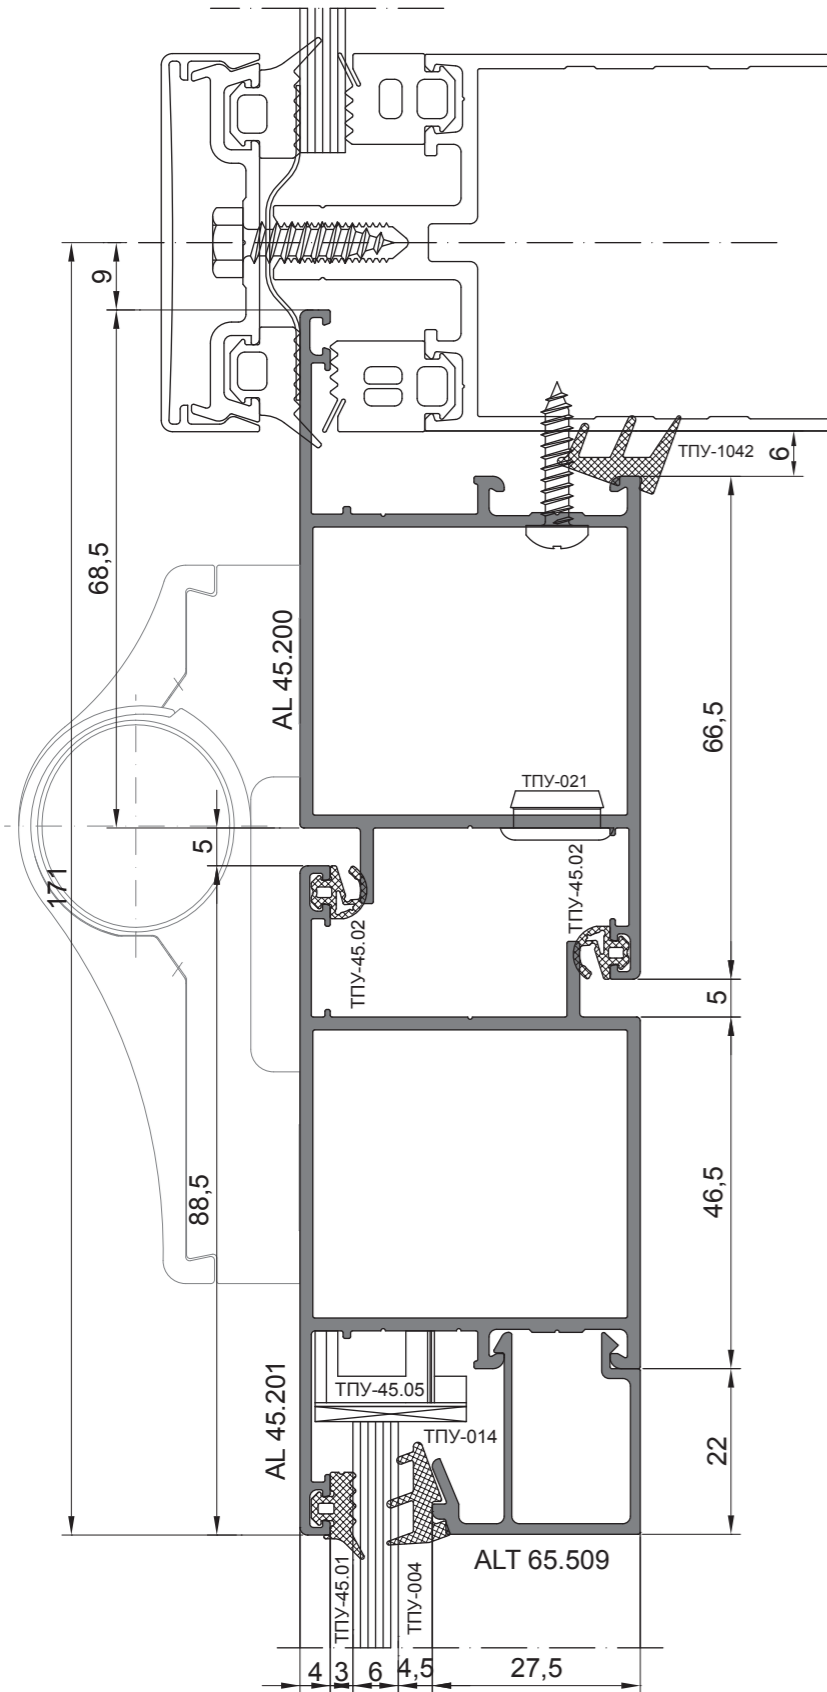 9
ТПУ-1042
6
68,5
AL 45.200
66,5
ТПУ-021
5
171
ТПУ-45.02
ТПУ-45.02
5
88,5
46,5
ТПУ-45.05
AL 45.201
ТПУ-014
22
ТПУ-45.01
ТПУ-004
ALT 65.509
4 3 6 4,5 27,5